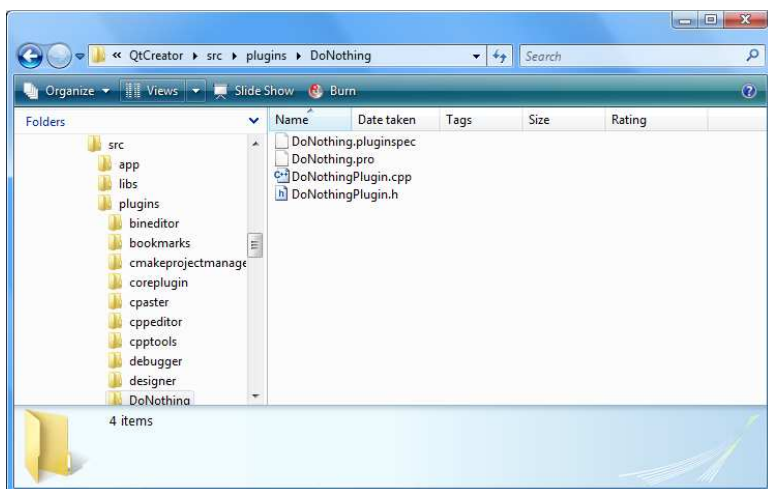 « QtCreator ▸ src ▸ plugins ▸ DoNothing
Search
Organize Views Slide Show Burn
Folders
Name Date taken Tags Size Rating
src
app
libs
plugins
bineditor
bookmarks
cmakeprojectmanage
coreplugin
cpaster
cppeditor
cpptools
debugger
designer
DoNothing
DoNothing.pluginspec
DoNothing.pro
DoNothingPlugin.cpp
DoNothingPlugin.h
4 items